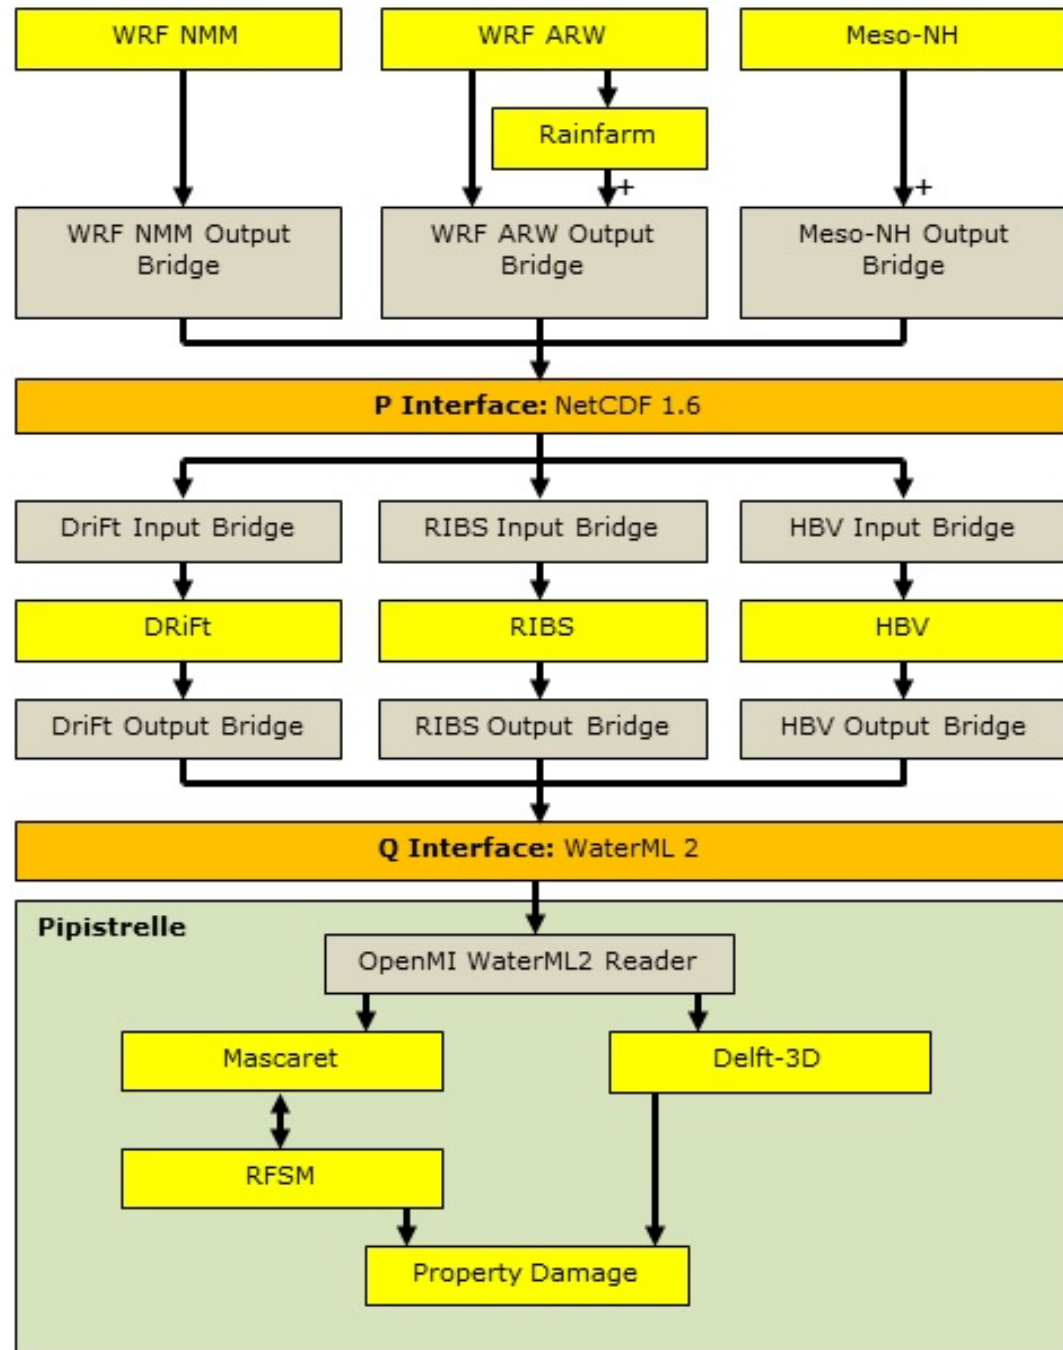 WRF NMM
WRF ARW
Meso-NH
Rainfarm
+
+
WRF NMM Output
Bridge
WRF ARW Output
Bridge
Meso-NH Output
Bridge
P Interface: NetCDF 1.6
DriFt Input Bridge
RIBS Input Bridge
HBV Input Bridge
DRiFt
RIBS
HBV
DriFt Output Bridge
RIBS Output Bridge
HBV Output Bridge
Q Interface: WaterML 2
Pipistrelle
OpenMI WaterML2 Reader
Mascaret
Delft-3D
RFSM
Property Damage